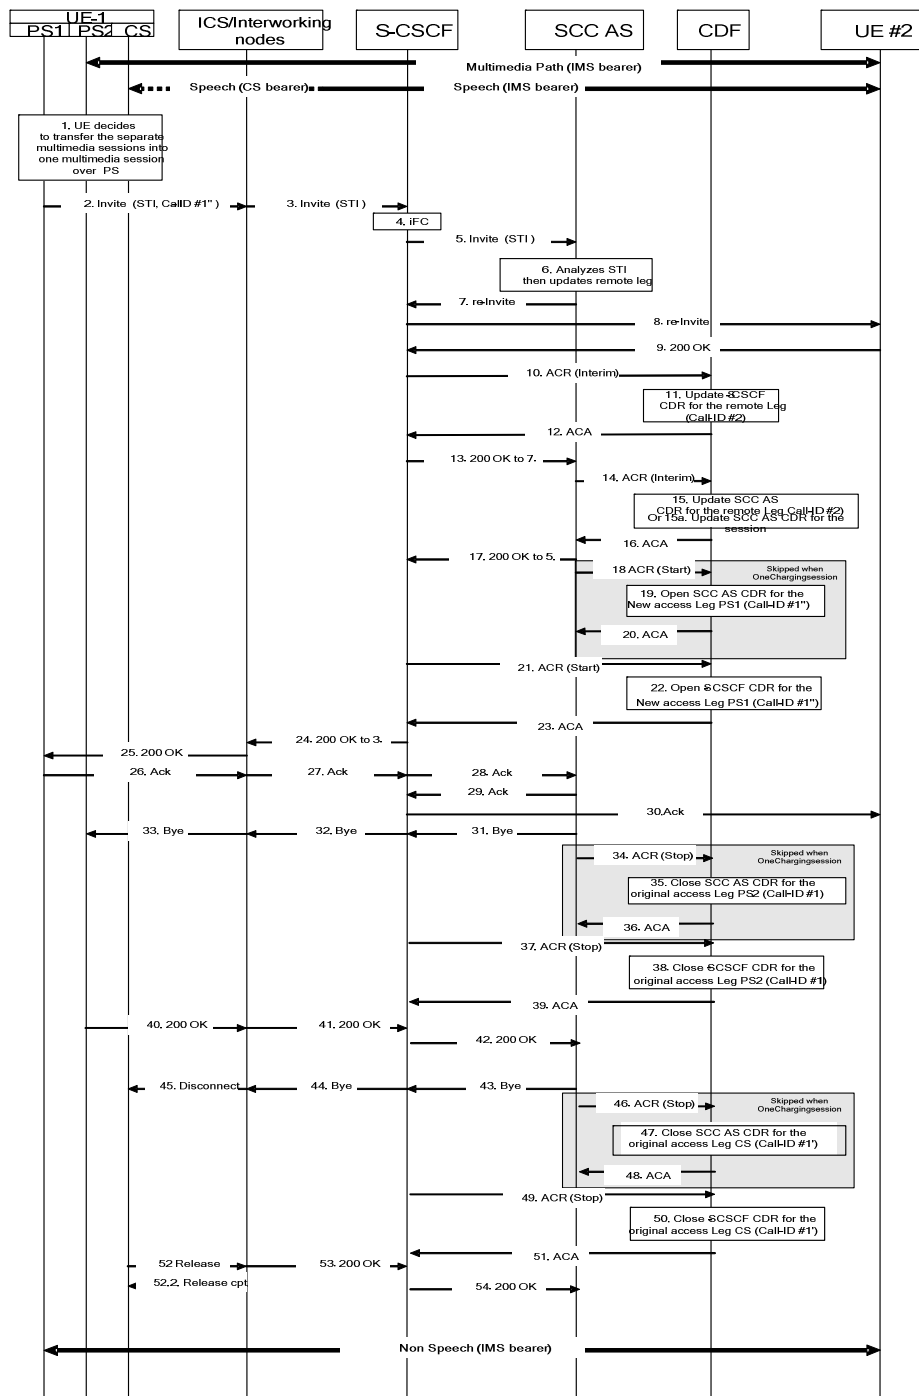 UE-1
PS1 PS2 CS
ICS/Interworking
nodes
S-CSCF
SCC AS
CDF
UE #2
Multimedia Path (IMS bearer)
Speech (CS bearer)
Speech (IMS bearer)
1. UE decides
to transfer the separate
multimedia sessions into
one multimedia session
over PS
2. Invite (STI, CallD #1'')
3. Invite (STI)
4. iFC
5. Invite (STI)
6. Analyzes STI
then updates remote leg
7. re-Invite
8. re-Invite
9. 200 OK
10. ACR (Interim)
11. Update S-CSCF
CDR for the remote Leg
(Call-ID #2)
12. ACA
13. 200 OK to 7.
14. ACR (Interim)
15. Update SCC AS
CDR for the remote Leg Call-ID #2)
Or 15a. Update SCC AS CDR for the
session
16. ACA
17. 200 OK to 5.
18 ACR (Start)
Skipped when
OneChargingsession
19. Open SCC AS CDR for the
New access Leg PS1 (Call-ID #1'')
20. ACA
21. ACR (Start)
22. Open S-CSCF CDR for the
New access Leg PS1 (Call-ID #1'')
23. ACA
24. 200 OK to 3.
25. 200 OK
26. Ack
27. Ack
28. Ack
29. Ack
30.Ack
33. Bye
32. Bye
31. Bye
34. ACR (Stop)
Skipped when
OneChargingsession
35. Close SCC AS CDR for the
original access Leg PS2 (Call-ID #1)
36. ACA
37. ACR (Stop)
38. Close S-CSCF CDR for the
original access Leg PS2 (Call-ID #1)
39. ACA
40. 200 OK
41. 200 OK
42. 200 OK
45. Disconnect
44. Bye
43. Bye
46. ACR (Stop)
Skipped when
OneChargingsession
47. Close SCC AS CDR for the
original access Leg CS (Call-ID #1')
48. ACA
49. ACR (Stop)
50. Close S-CSCF CDR for the
original access Leg CS (Call-ID #1')
51. ACA
52 Release
53. 200 OK
52.2. Release cpt
54. 200 OK
Non Speech (IMS bearer)